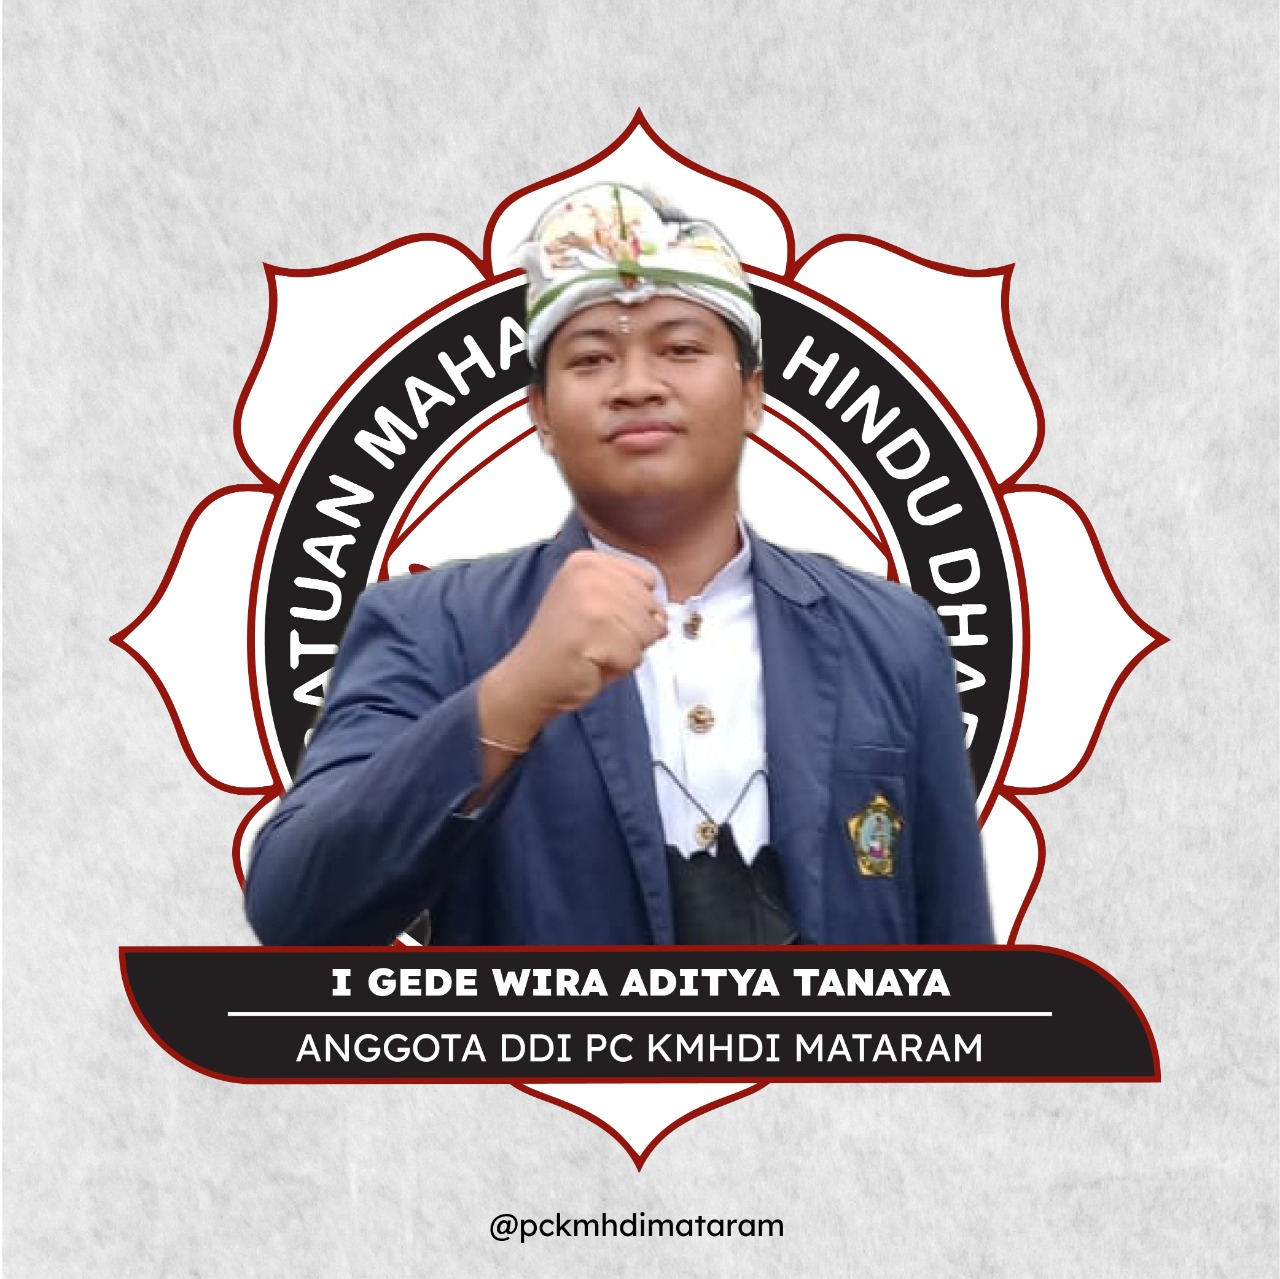 ATUAN MAHA HINDU DHA
I GEDE WIRA ADITYA TANAYA
ANGGOTA DDI PC KMHDI MATARAM
@pckmhdimataram